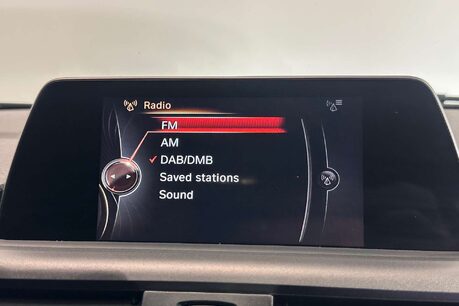 Radio
FM
AM
DAB/DMB
Saved stations
Sound